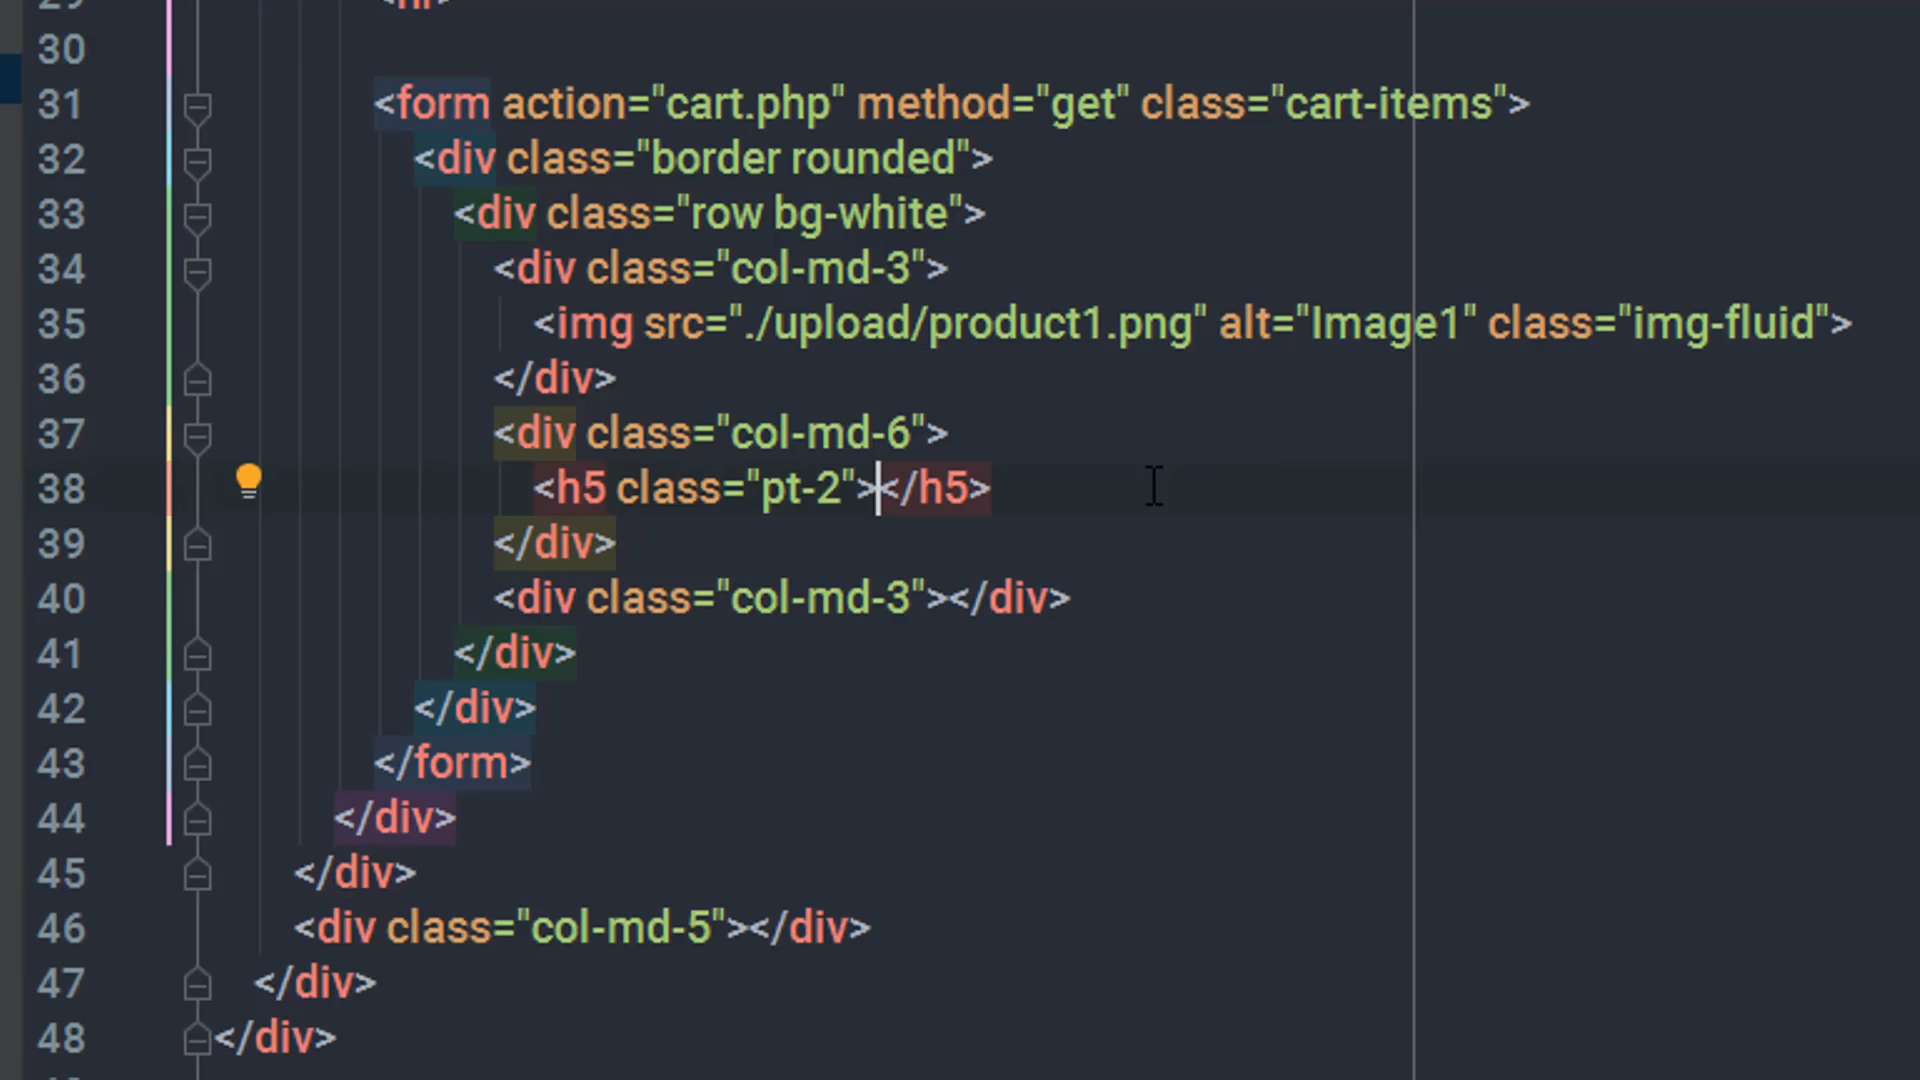 29 <hr>
30
31 <form action="cart.php" method="get" class="cart-items">
32 <div class="border rounded">
33 <div class="row bg-white">
34 <div class="col-md-3">
35 <img src="./upload/product1.png" alt="Image1" class="img-fluid">
36 </div>
37 <div class="col-md-6">
38 <h5 class="pt-2"></h5>
39 </div>
40 <div class="col-md-3"></div>
41 </div>
42 </div>
43 </form>
44 </div>
45 </div>
46 <div class="col-md-5"></div>
47 </div>
48 </div>